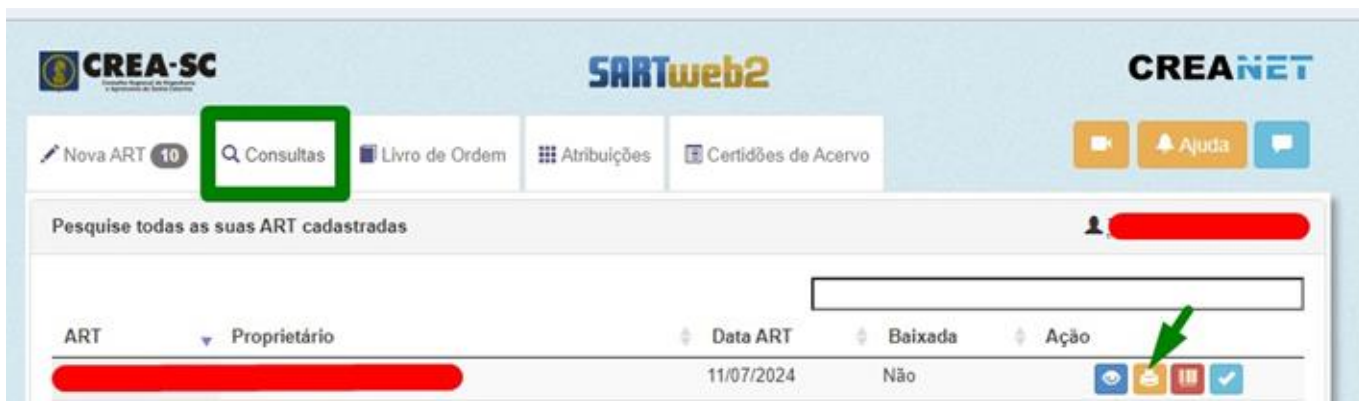 CREA-SC
SARTweb2
CREANET
Nova ART 10
Consultas
Livro de Ordem
Atribuições
Certidões de Acervo
Ajuda
Pesquise todas as suas ART cadastradas
ART Proprietário Data ART Baixada Ação
11/07/2024 Não